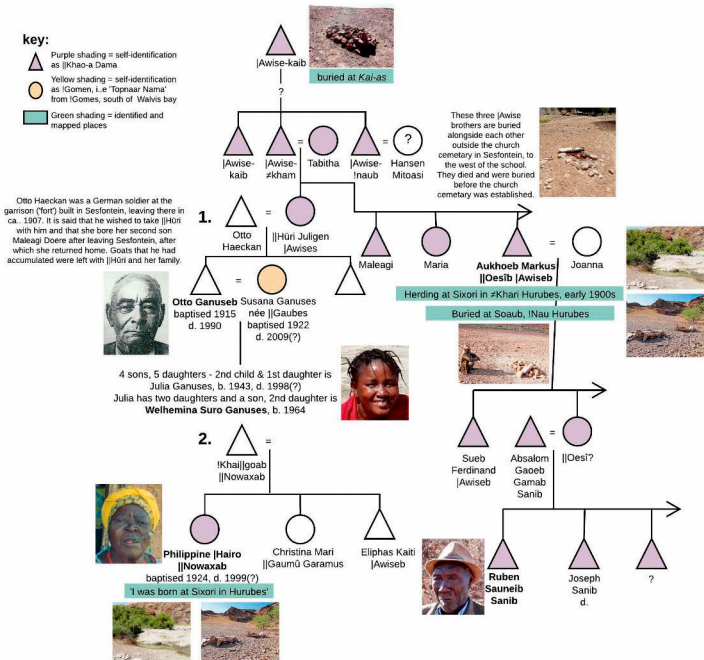 key:
Purple shading = self-identification
as ||Khao-a Dama
Yellow shading = self-identification
as !Gomen, i..e 'Topnaar Nama'
from !Gomes, south of Walvis bay
Green shading = identified and
mapped places
|Awise-kaib
buried at Kai-as
?
|Awise-
kaib
|Awise-
≠kham
=
Tabitha
|Awise-
!naub
=
?
Hansen
Mitoasi
These three |Awise
brothers are buried
alongside each other
outside the church
cemetary in Sesfontein, to
the west of the school.
They died and were buried
before the church
cemetary was established.
Otto Haeckan was a German soldier at the
garrison ('fort') built in Sesfontein, leaving there in
ca.. 1907. It is said that he wished to take ||Hūri
with him and that she bore her second son
Maleagi Doere after leaving Sesfontein, after
which she returned home. Goats that he had
accumulated were left with ||Hūri and her family.
1.
Otto
Haeckan
=
||Hūri Juligen
|Awises
Maleagi
Maria
Aukhoeb Markus
||Oesîb |Awiseb
=
Joanna
Herding at Sixori in ≠Khari Hurubes, early 1900s
Buried at Soaub, !Nau Hurubes
Otto Ganuseb
baptised 1915
d. 1990
=
Susana Ganuses
née ||Gaubes
baptised 1922
d. 2009(?)
4 sons, 5 daughters - 2nd child & 1st daughter is
Julia Ganuses, b. 1943, d. 1998(?)
Julia has two daughters and a son, 2nd daughter is
Welhemina Suro Ganuses, b. 1964
2.
=
!Khai||goab
||Nowaxab
Sueb
Ferdinand
|Awiseb
Absalom
Gaoeb
Gamab
Sanib
=
||Oesî?
Philippine |Hairo
||Nowaxab
baptised 1924, d. 1999(?)
'I was born at Sixori in Hurubes'
Christina Mari
||Gaumû Garamus
Eliphas Kaiti
|Awiseb
Ruben
Sauneib
Sanib
Joseph
Sanib
d.
?